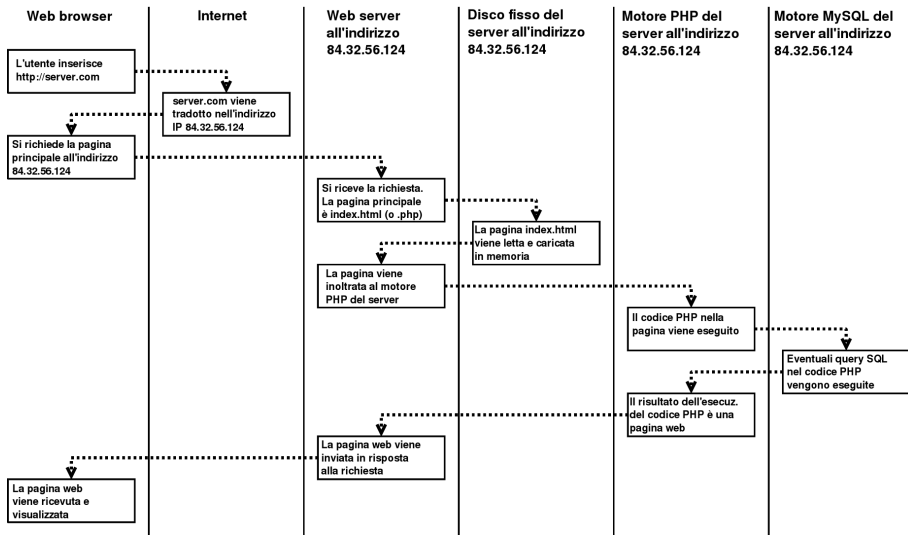 Web browser
Internet
Web server
all'indirizzo
84.32.56.124
Disco fisso del
server all'indirizzo
84.32.56.124
Motore PHP del
server all'indirizzo
84.32.56.124
Motore MySQL del
server all'indirizzo
84.32.56.124
L'utente inserisce
http://server.com
server.com viene
tradotto nell'indirizzo
IP 84.32.56.124
Si richiede la pagina
principale all'indirizzo
84.32.56.124
Si riceve la richiesta.
La pagina principale
è index.html (o .php)
La pagina index.html
viene letta e caricata
in memoria
La pagina viene
inoltrata al motore
PHP del server
Il codice PHP nella
pagina viene eseguito
Eventuali query SQL
nel codice PHP
vengono eseguite
Il risultato dell'esecuz.
del codice PHP è una
pagina web
La pagina web viene
inviata in risposta
alla richiesta
La pagina web
viene ricevuta e
visualizzata